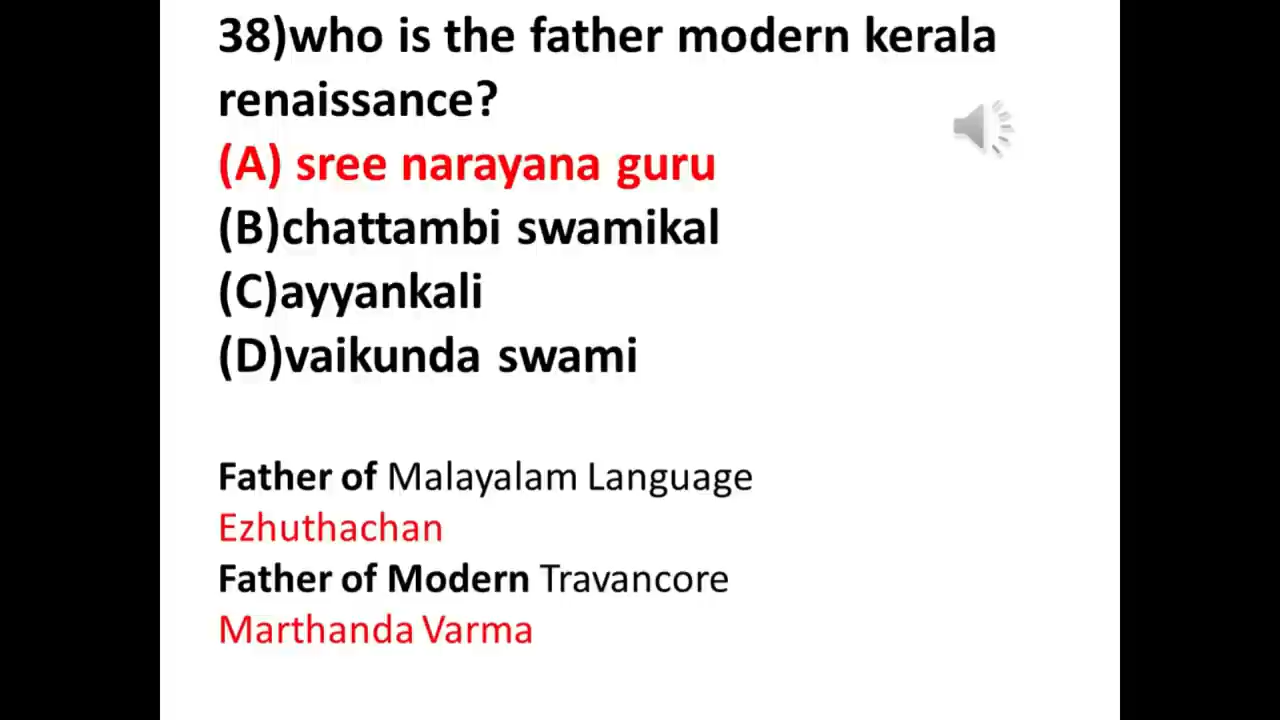 38)who is the father modern kerala
renaissance?
(A) sree narayana guru
(B)chattambi swamikal
(C)ayyankali
(D)vaikunda swami
Father of Malayalam Language
Ezhuthachan
Father of Modern Travancore
Marthanda Varma